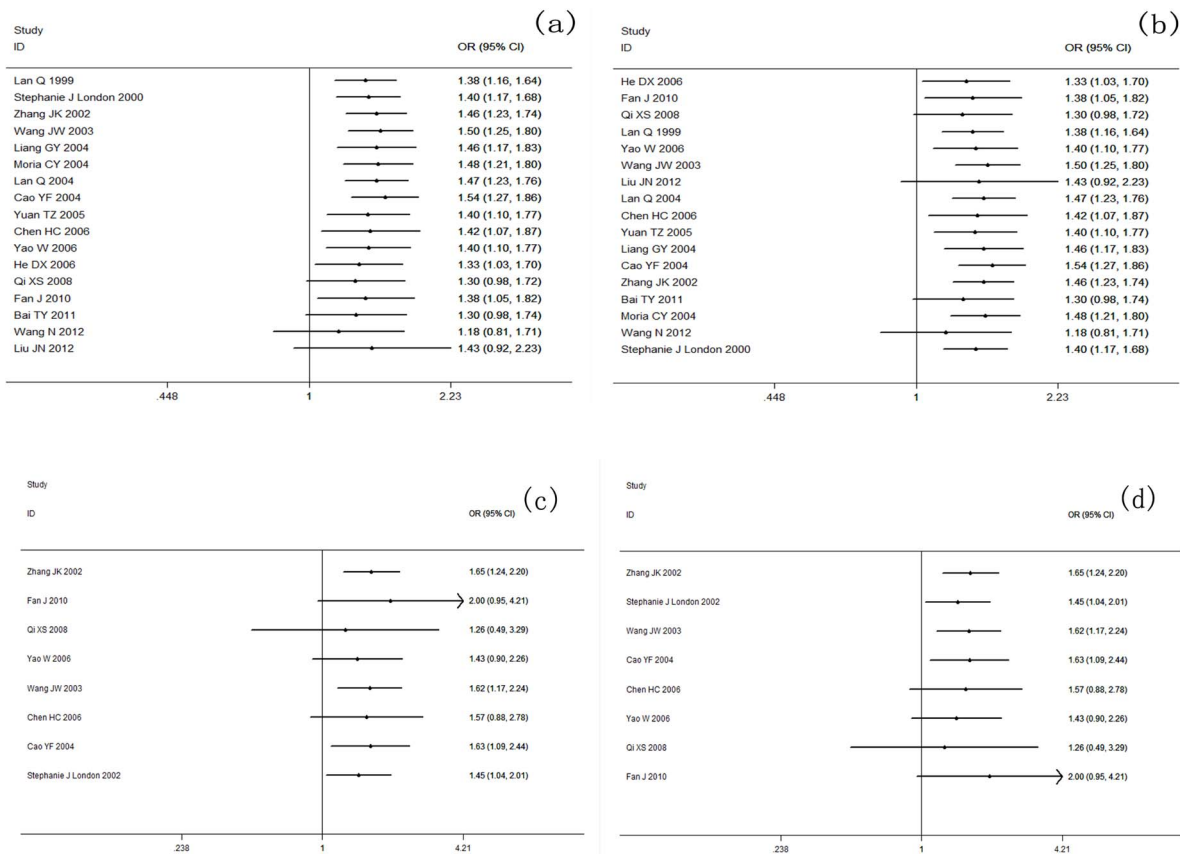 (a)
Study
ID OR (95% CI)
Lan Q 1999 1.38 (1.16, 1.64)
Stephanie J London 2000 1.40 (1.17, 1.68)
Zhang JK 2002 1.46 (1.23, 1.74)
Wang JW 2003 1.50 (1.25, 1.80)
Liang GY 2004 1.46 (1.17, 1.83)
Moria CY 2004 1.48 (1.21, 1.80)
Lan Q 2004 1.47 (1.23, 1.76)
Cao YF 2004 1.54 (1.27, 1.86)
Yuan TZ 2005 1.40 (1.10, 1.77)
Chen HC 2006 1.42 (1.07, 1.87)
Yao W 2006 1.40 (1.10, 1.77)
He DX 2006 1.33 (1.03, 1.70)
Qi XS 2008 1.30 (0.98, 1.72)
Fan J 2010 1.38 (1.05, 1.82)
Bai TY 2011 1.30 (0.98, 1.74)
Wang N 2012 1.18 (0.81, 1.71)
Liu JN 2012 1.43 (0.92, 2.23)
.448 1 2.23
(b)
Study
ID OR (95% CI)
He DX 2006 1.33 (1.03, 1.70)
Fan J 2010 1.38 (1.05, 1.82)
Qi XS 2008 1.30 (0.98, 1.72)
Lan Q 1999 1.38 (1.16, 1.64)
Yao W 2006 1.40 (1.10, 1.77)
Wang JW 2003 1.50 (1.25, 1.80)
Liu JN 2012 1.43 (0.92, 2.23)
Lan Q 2004 1.47 (1.23, 1.76)
Chen HC 2006 1.42 (1.07, 1.87)
Yuan TZ 2005 1.40 (1.10, 1.77)
Liang GY 2004 1.46 (1.17, 1.83)
Cao YF 2004 1.54 (1.27, 1.86)
Zhang JK 2002 1.46 (1.23, 1.74)
Bai TY 2011 1.30 (0.98, 1.74)
Moria CY 2004 1.48 (1.21, 1.80)
Wang N 2012 1.18 (0.81, 1.71)
Stephanie J London 2000 1.40 (1.17, 1.68)
.448 1 2.23
(c)
Study
ID OR (95% CI)
Zhang JK 2002 1.65 (1.24, 2.20)
Fan J 2010 2.00 (0.95, 4.21)
Qi XS 2008 1.26 (0.49, 3.29)
Yao W 2006 1.43 (0.90, 2.26)
Wang JW 2003 1.62 (1.17, 2.24)
Chen HC 2006 1.57 (0.88, 2.78)
Cao YF 2004 1.63 (1.09, 2.44)
Stephanie J London 2002 1.45 (1.04, 2.01)
.238 1 4.21
(d)
Study
ID OR (95% CI)
Zhang JK 2002 1.65 (1.24, 2.20)
Stephanie J London 2002 1.45 (1.04, 2.01)
Wang JW 2003 1.62 (1.17, 2.24)
Cao YF 2004 1.63 (1.09, 2.44)
Chen HC 2006 1.57 (0.88, 2.78)
Yao W 2006 1.43 (0.90, 2.26)
Qi XS 2008 1.26 (0.49, 3.29)
Fan J 2010 2.00 (0.95, 4.21)
.238 1 4.21